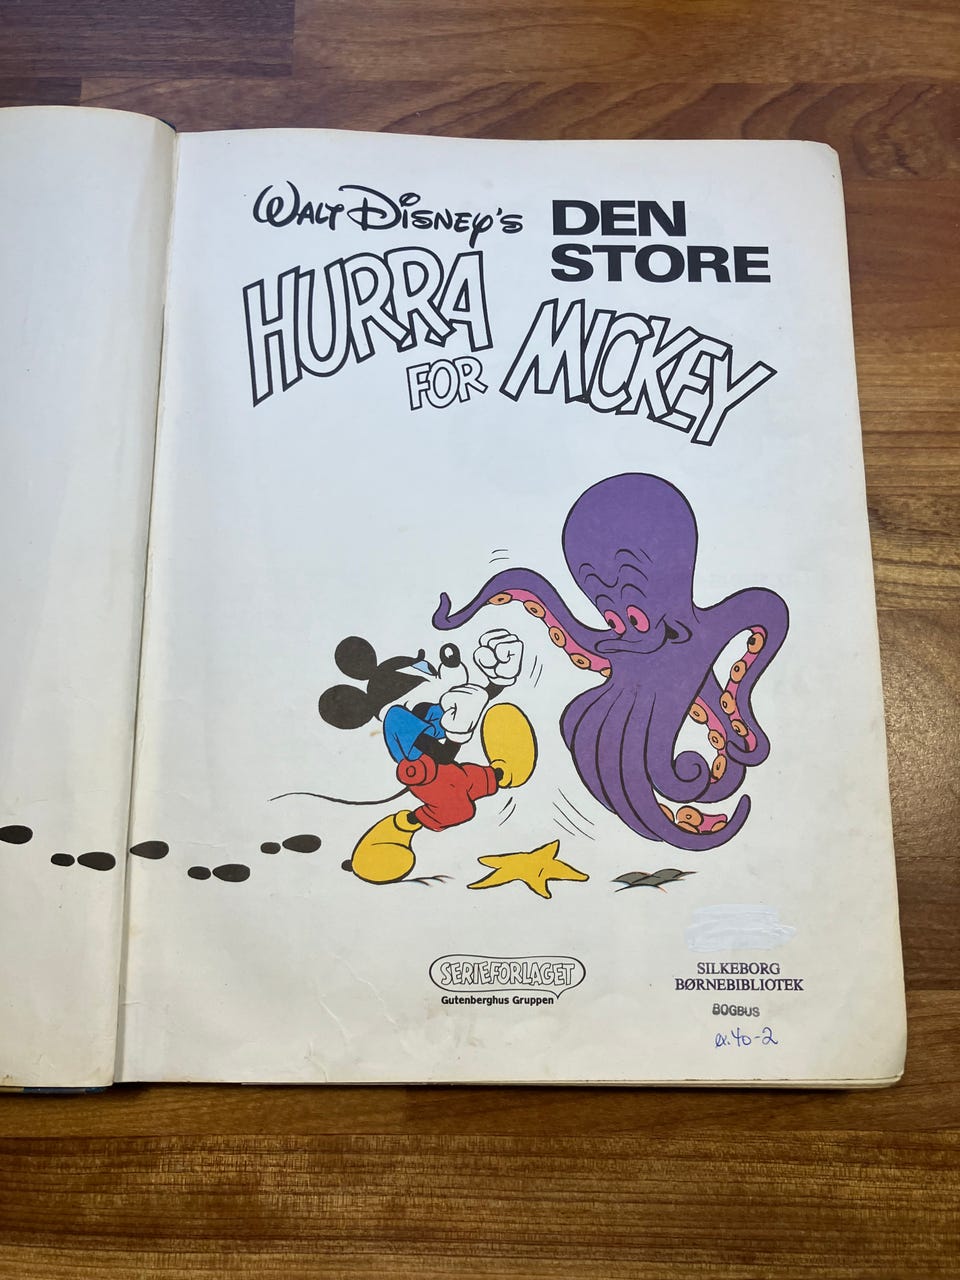 WALT DISNEY'S
DEN
STORE
HURRA
FOR
MICKEY
SERIEFORLAGET
Gutenberghus Gruppen
SILKEBORG
BØRNEBIBLIOTEK
BOGBUS
ex. 40-2